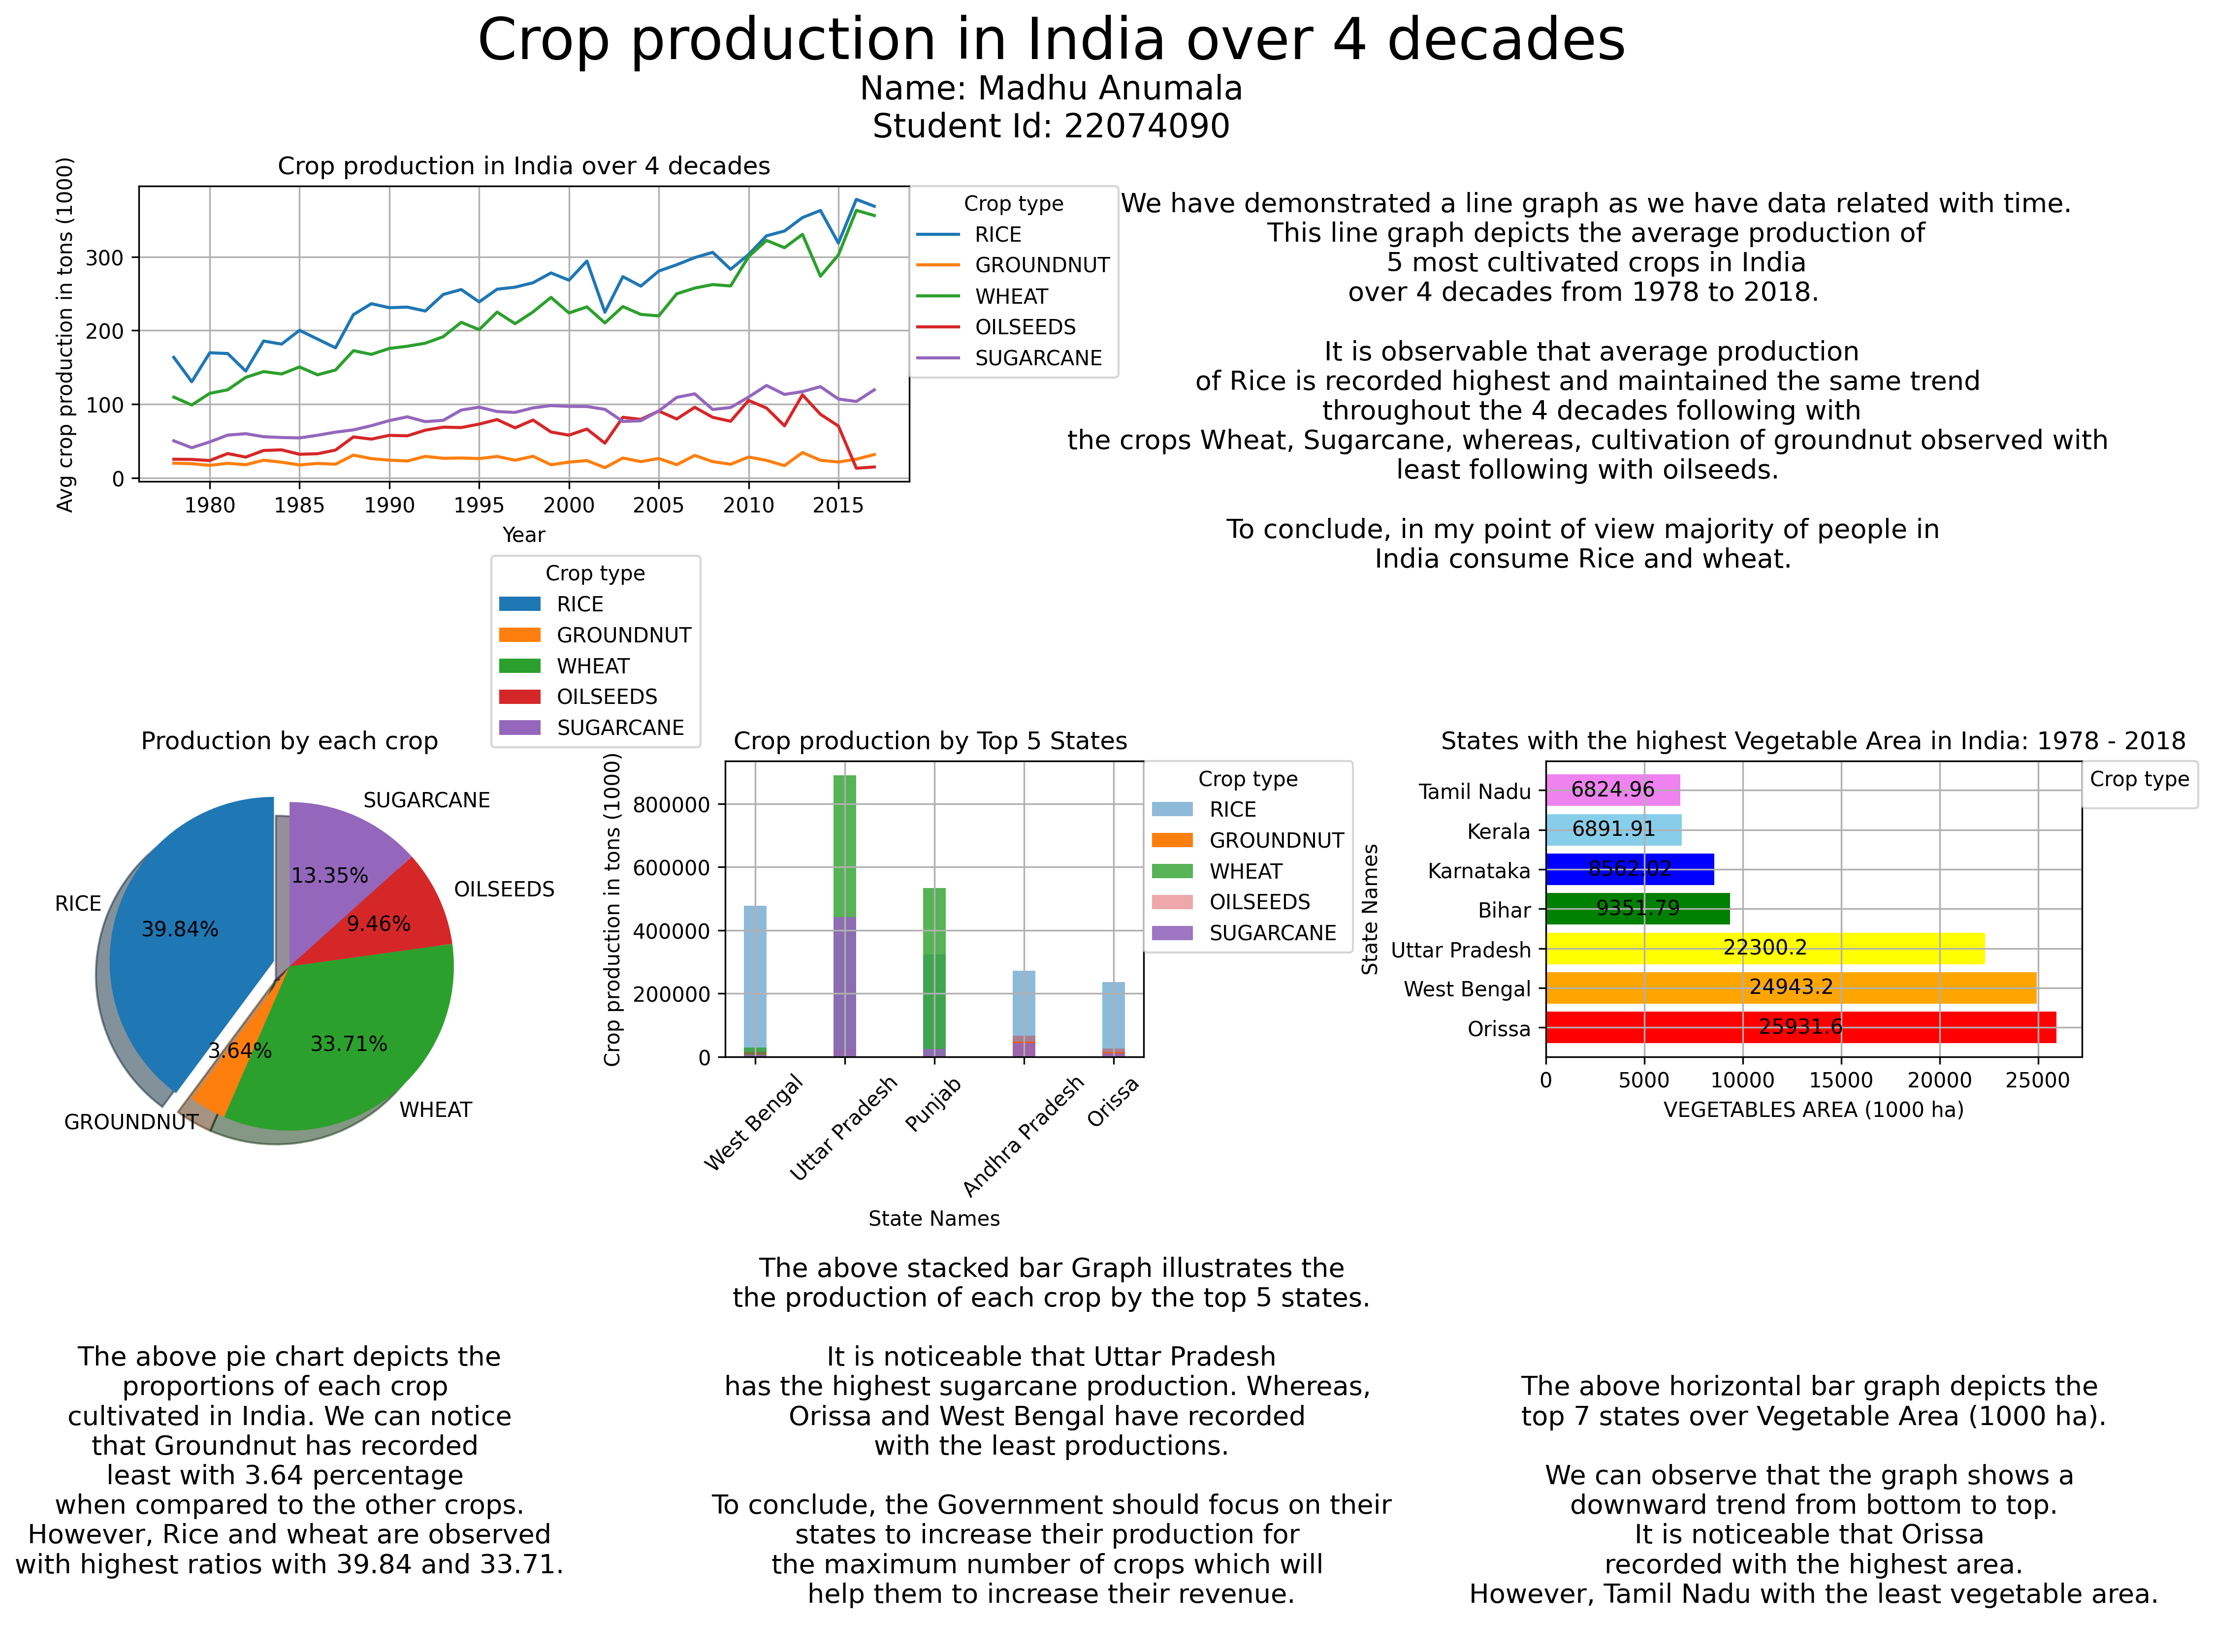 Crop production in India over 4 decades
Name: Madhu Anumala
Student Id: 22074090
Crop production in India over 4 decades
Avg crop production in tons (1000)
300
200
100
0
1980 1985 1990 1995 2000 2005 2010 2015
Year
Crop type
RICE
GROUNDNUT
WHEAT
OILSEEDS
SUGARCANE
We have demonstrated a line graph as we have data related with time.
This line graph depicts the average production of
5 most cultivated crops in India
over 4 decades from 1978 to 2018.
It is observable that average production
of Rice is recorded highest and maintained the same trend
throughout the 4 decades following with
the crops Wheat, Sugarcane, whereas, cultivation of groundnut observed with
least following with oilseeds.
To conclude, in my point of view majority of people in
India consume Rice and wheat.
Crop type
RICE
GROUNDNUT
WHEAT
OILSEEDS
SUGARCANE
Production by each crop
SUGARCANE
13.35%
OILSEEDS
9.46%
RICE
39.84%
3.64%
33.71%
GROUNDNUT
WHEAT
Crop production by Top 5 States
Crop production in tons (1000)
800000
600000
400000
200000
0
West Bengal
Uttar Pradesh
Punjab
Andhra Pradesh
Orissa
State Names
Crop type
RICE
GROUNDNUT
WHEAT
OILSEEDS
SUGARCANE
States with the highest Vegetable Area in India: 1978 - 2018
Crop type
State Names
Tamil Nadu 6824.96
Kerala 6891.91
Karnataka 8562.02
Bihar 9351.79
Uttar Pradesh 22300.2
West Bengal 24943.2
Orissa 25931.6
0 5000 10000 15000 20000 25000
VEGETABLES AREA (1000 ha)
The above pie chart depicts the
proportions of each crop
cultivated in India. We can notice
that Groundnut has recorded
least with 3.64 percentage
when compared to the other crops.
However, Rice and wheat are observed
with highest ratios with 39.84 and 33.71.
The above stacked bar Graph illustrates the
the production of each crop by the top 5 states.
It is noticeable that Uttar Pradesh
has the highest sugarcane production. Whereas,
Orissa and West Bengal have recorded
with the least productions.
To conclude, the Government should focus on their
states to increase their production for
the maximum number of crops which will
help them to increase their revenue.
The above horizontal bar graph depicts the
top 7 states over Vegetable Area (1000 ha).
We can observe that the graph shows a
downward trend from bottom to top.
It is noticeable that Orissa
recorded with the highest area.
However, Tamil Nadu with the least vegetable area.